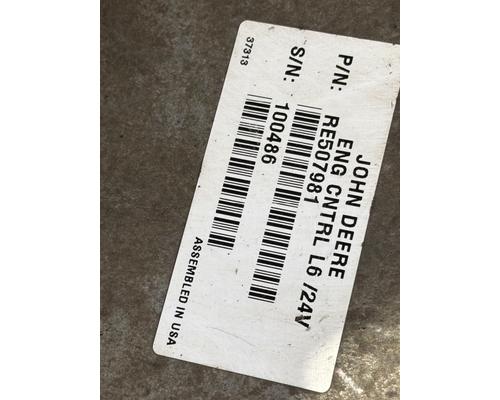 JOHN DEERE
ENG CNTRL L6 /24V
P/N: RE507981
S/N: 100486
37313 ASSEMBLED IN USA